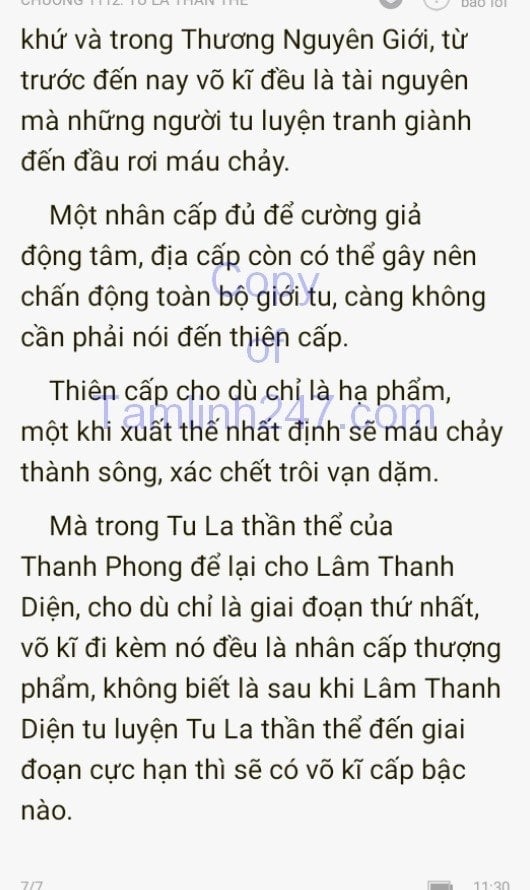 CHƯƠNG 1112: TU LA THẦN THỂ
báo lỗi
khứ và trong Thương Nguyên Giới, từ
trước đến nay võ kĩ đều là tài nguyên
mà những người tu luyện tranh giành
đến đầu rơi máu chảy.
Một nhân cấp đủ để cường giả
động tâm, địa cấp còn có thể gây nên
chấn động toàn bộ giới tu, càng không
cần phải nói đến thiên cấp.
Thiên cấp cho dù chỉ là hạ phẩm,
một khi xuất thế nhất định sẽ máu chảy
thành sông, xác chết trôi vạn dặm.
Mà trong Tu La thần thể của
Thanh Phong để lại cho Lâm Thanh
Diện, cho dù chỉ là giai đoạn thứ nhất,
võ kĩ đi kèm nó đều là nhân cấp thượng
phẩm, không biết là sau khi Lâm Thanh
Diện tu luyện Tu La thần thể đến giai
đoạn cực hạn thì sẽ có võ kĩ cấp bậc
nào.
Copy
of
Tamlinh247.com
7/7
11:30